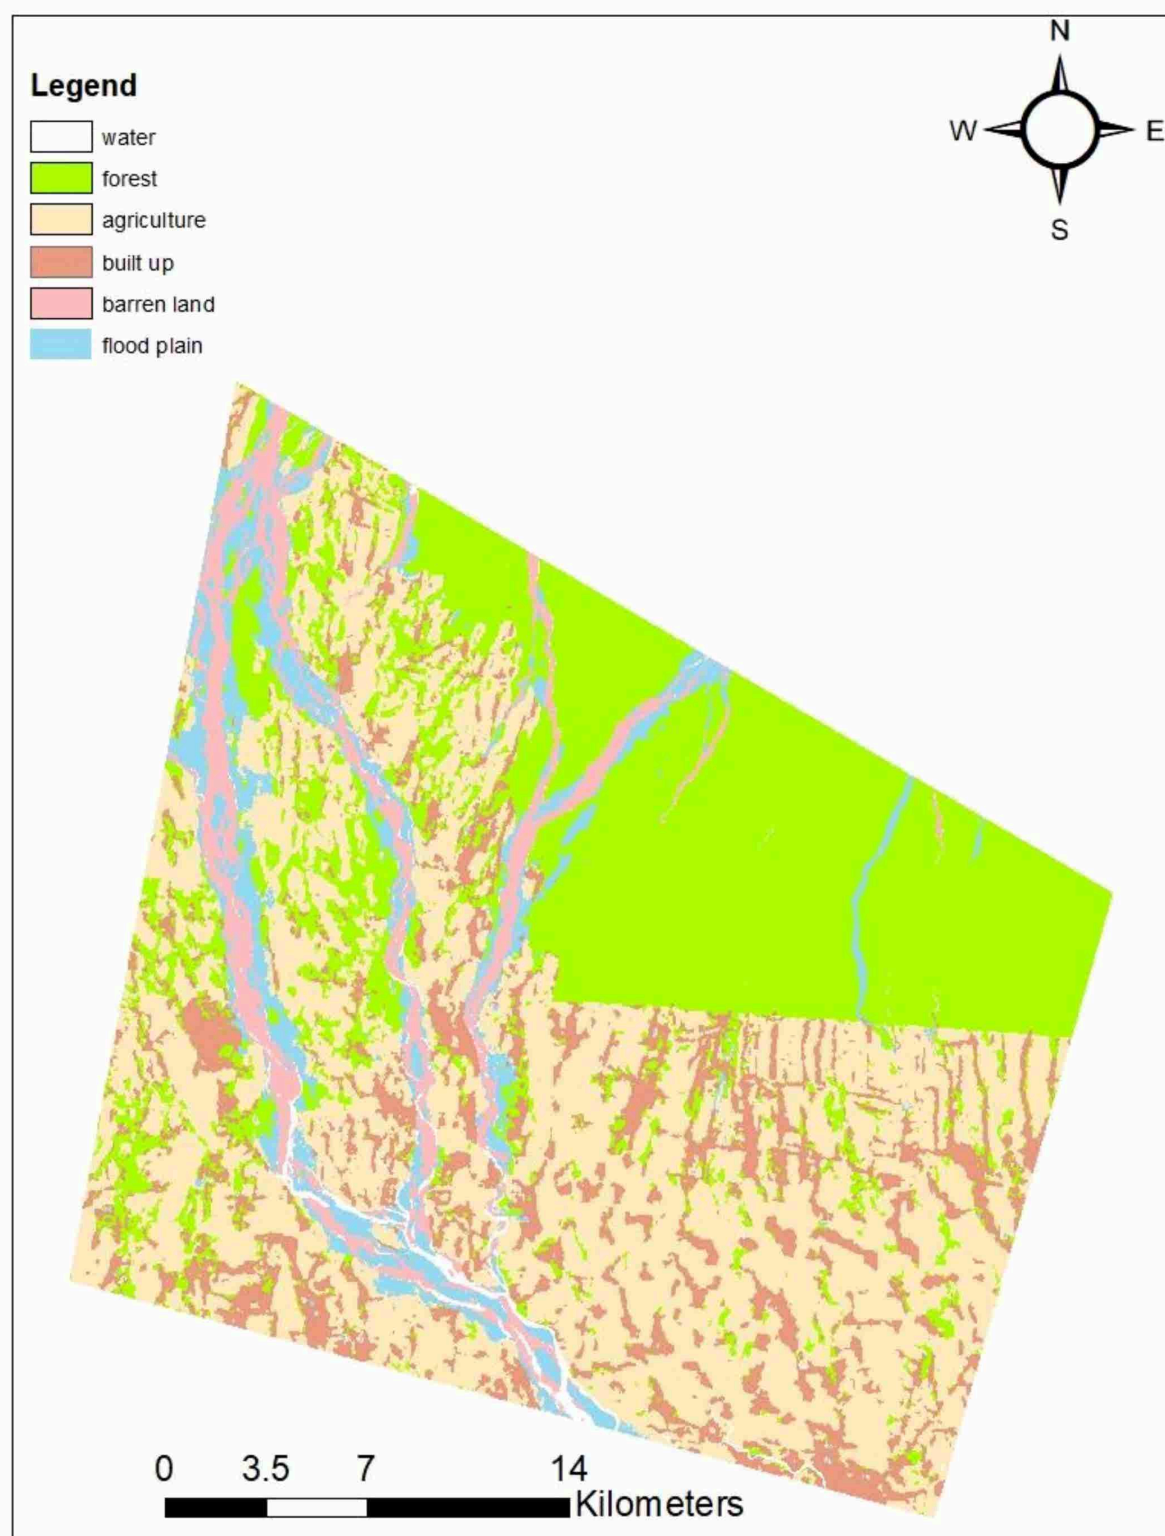 N
W E
S
Legend
water
forest
agriculture
built up
barren land
flood plain
0 3.5 7 14
Kilometers